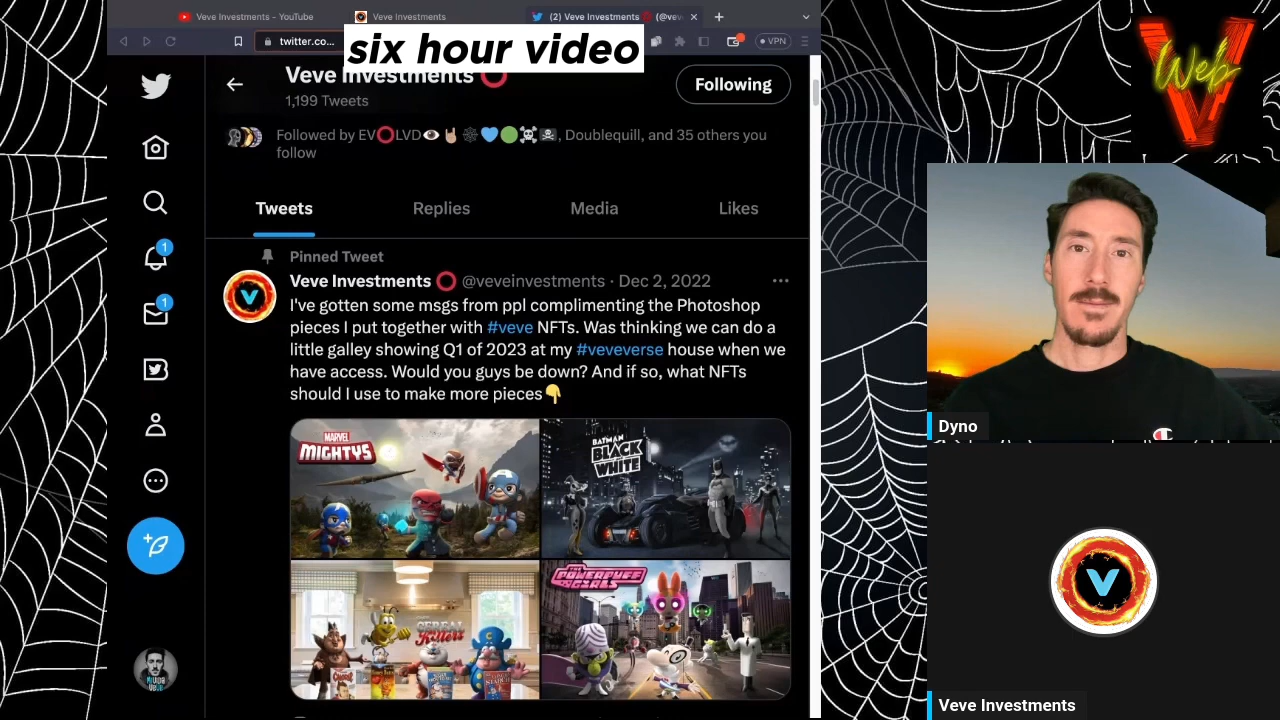 Veve Investments - YouTube
Veve Investments
(2) Veve Investments ⭕ (@veve
twitter.co...
VPN
six hour video
Veve Investments ⭕
1,199 Tweets
Following
Followed by EV⭕LVD👁🤘🏼🕸💙🟢☠🏴‍☠️, Doublequill, and 35 others you
follow
Tweets
Replies
Media
Likes
Pinned Tweet
Veve Investments ⭕ @veveinvestments · Dec 2, 2022
I've gotten some msgs from ppl complimenting the Photoshop
pieces I put together with #veve NFTs. Was thinking we can do a
little galley showing Q1 of 2023 at my #veveverse house when we
have access. Would you guys be down? And if so, what NFTs
should I use to make more pieces👇
1
1
MARVEL
MIGHTYS
BATMAN
BLACK
WHITE
CEREAL
Killers
THE
POWERPUFF
GIRLS
V
Web
Dyno
V
Veve Investments